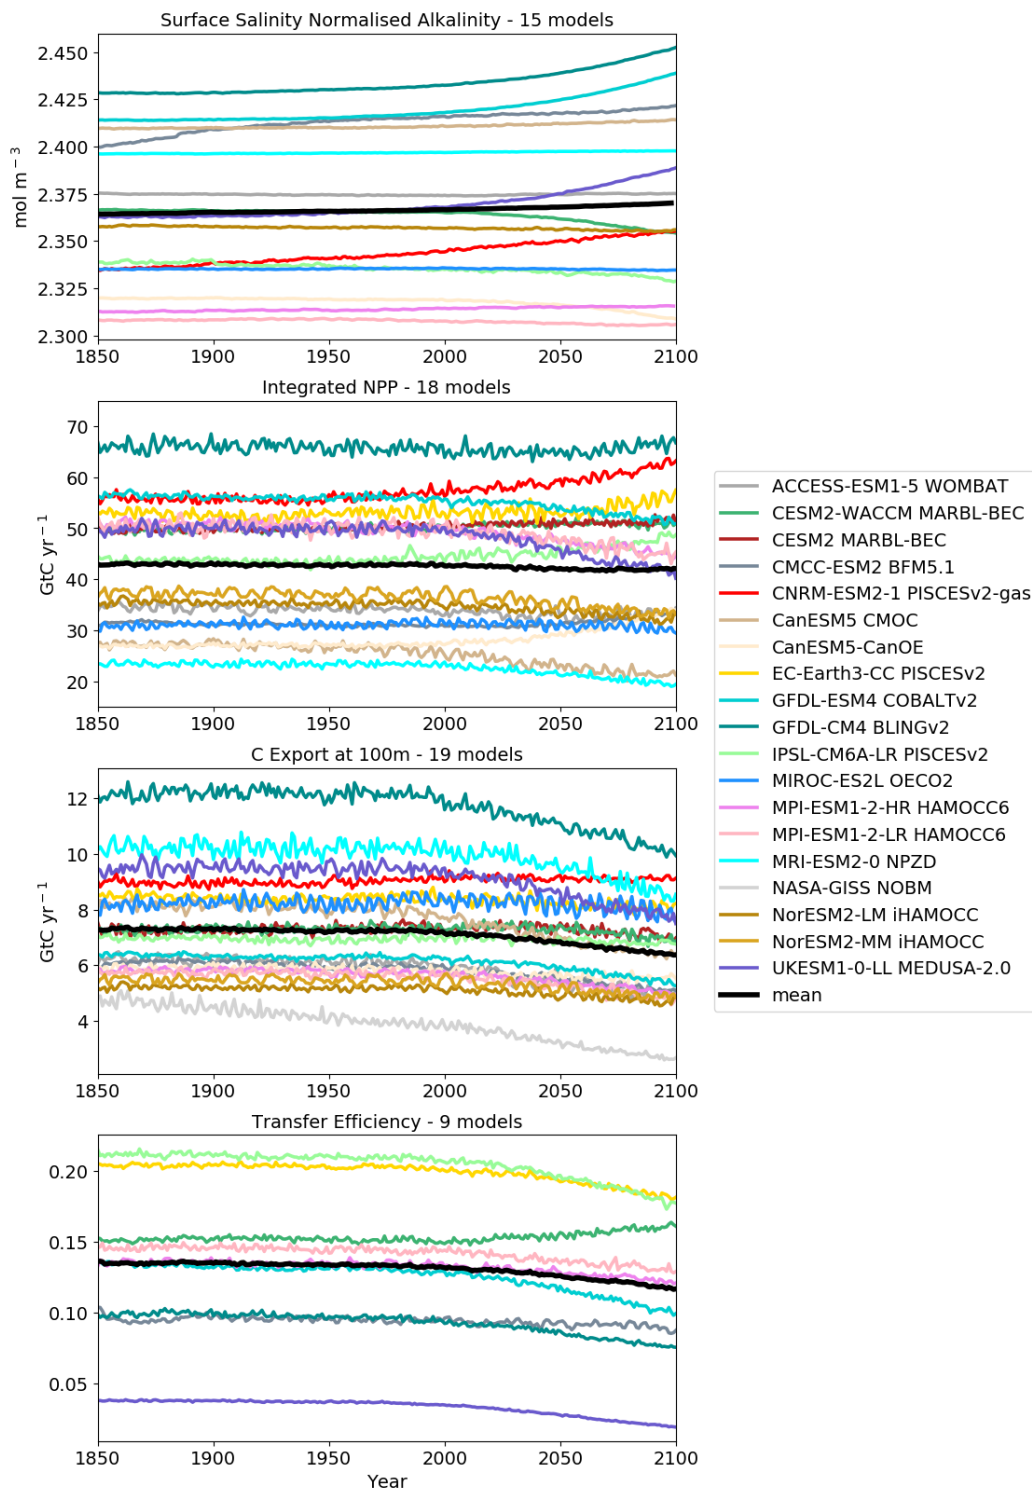 Surface Salinity Normalised Alkalinity - 15 models
mol m⁻³
2.450
2.425
2.400
2.375
2.350
2.325
2.300
1850 1900 1950 2000 2050 2100
Integrated NPP - 18 models
GtC yr⁻¹
70
60
50
40
30
20
1850 1900 1950 2000 2050 2100
C Export at 100m - 19 models
GtC yr⁻¹
12
10
8
6
4
1850 1900 1950 2000 2050 2100
Transfer Efficiency - 9 models
0.20
0.15
0.10
0.05
1850 1900 1950 2000 2050 2100
Year
ACCESS-ESM1-5 WOMBAT
CESM2-WACCM MARBL-BEC
CESM2 MARBL-BEC
CMCC-ESM2 BFM5.1
CNRM-ESM2-1 PISCESv2-gas
CanESM5 CMOC
CanESM5-CanOE
EC-Earth3-CC PISCESv2
GFDL-ESM4 COBALTv2
GFDL-CM4 BLINGv2
IPSL-CM6A-LR PISCESv2
MIROC-ES2L OECO2
MPI-ESM1-2-HR HAMOCC6
MPI-ESM1-2-LR HAMOCC6
MRI-ESM2-0 NPZD
NASA-GISS NOBM
NorESM2-LM iHAMOCC
NorESM2-MM iHAMOCC
UKESM1-0-LL MEDUSA-2.0
mean